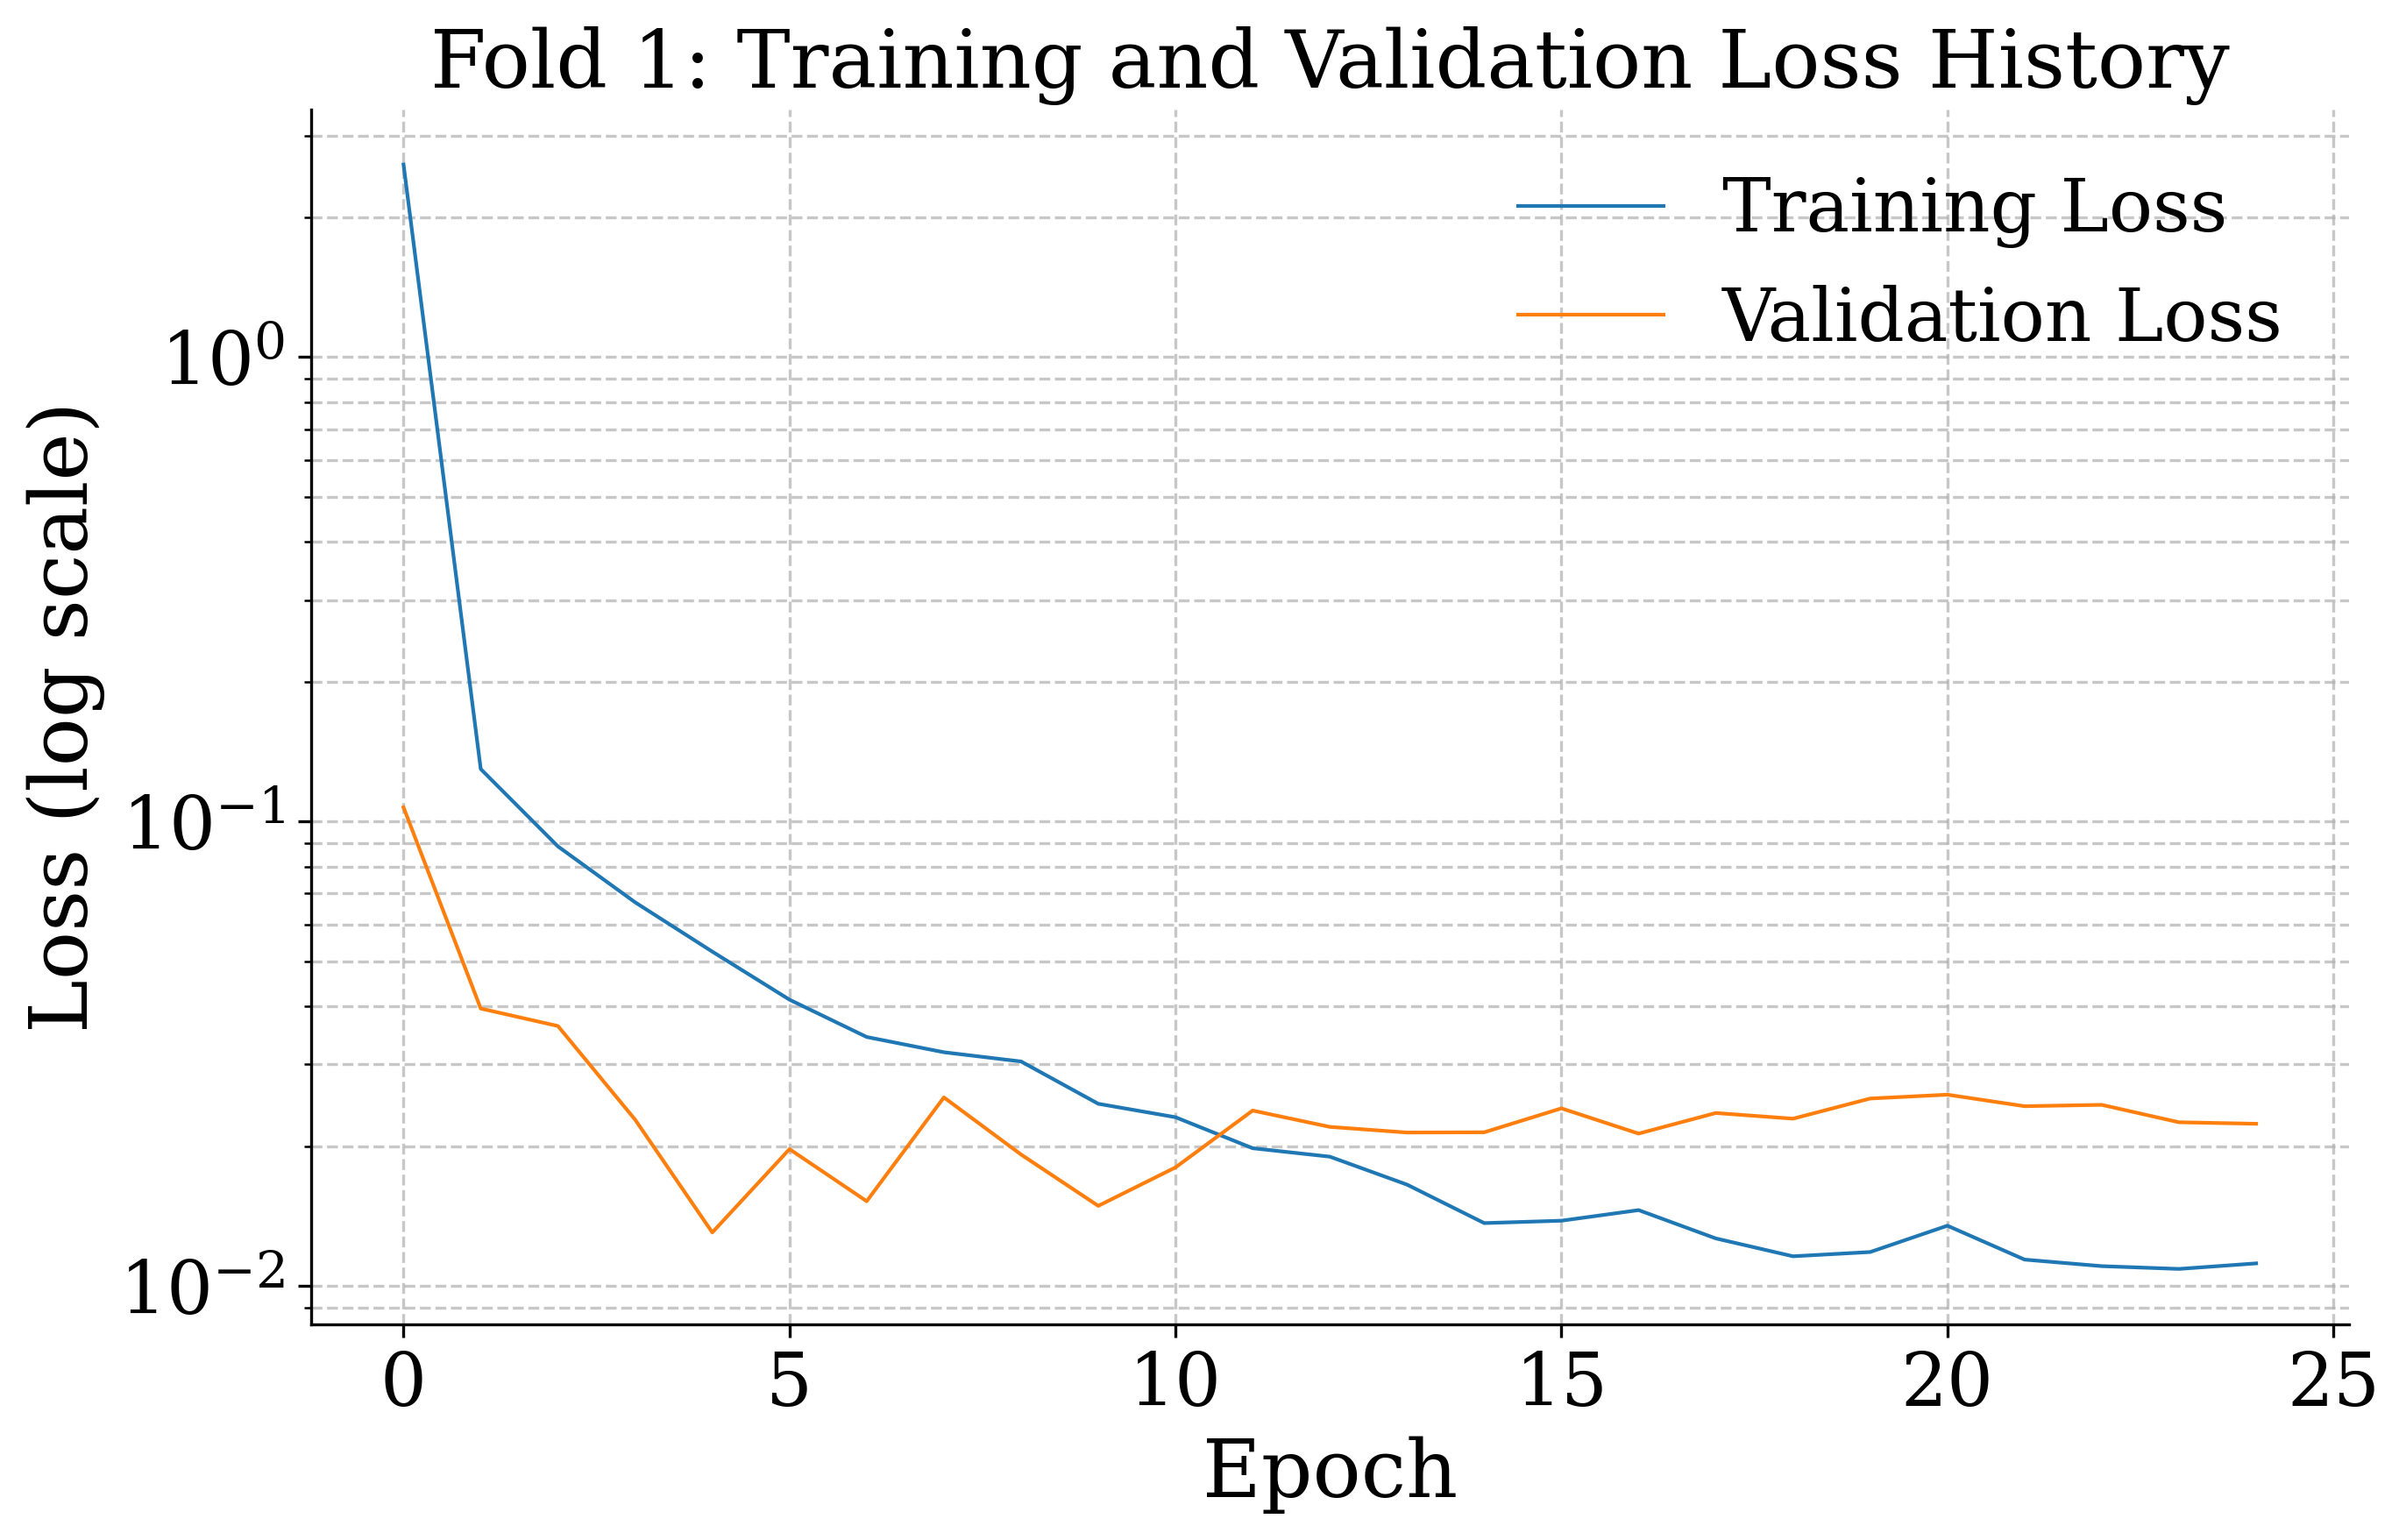 Fold 1: Training and Validation Loss History
Training Loss
Validation Loss
Loss (log scale)
10⁰
10⁻¹
10⁻²
0 5 10 15 20 25
Epoch